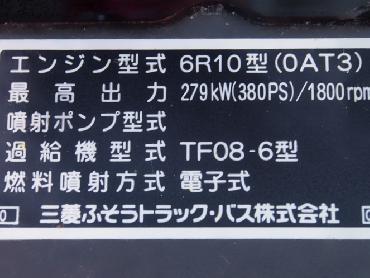 エンジン型式 6R10型(0AT3)
最高出力 279kW(380PS)/1800rpm
噴射ポンプ型式
過給機型式 TF08-6型
燃料噴射方式 電子式
三菱ふそうトラック・バス株式会社